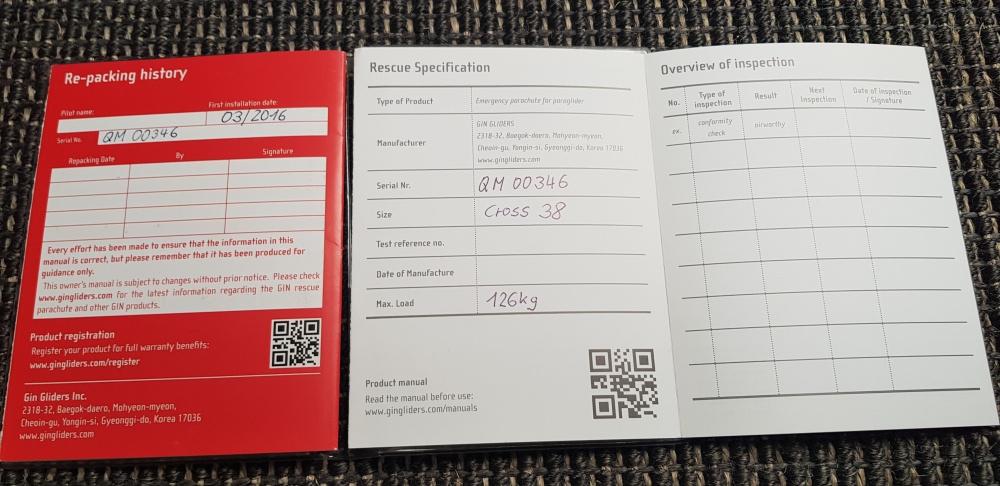 Re-packing history
Pilot name:
First installation date:
03/2016
Serial No.
QM 00346
Repacking Date By Signature
Every effort has been made to ensure that the information in this
manual is correct, but please remember that it has been produced for
guidance only.
This owner's manual is subject to changes without prior notice. Please check
www.gingliders.com for the latest information regarding the GIN rescue
parachute and other GIN products.
Product registration
Register your product for full warranty benefits:
www.gingliders.com/register
Gin Gliders Inc.
2318-32, Baegok-daero, Mohyeon-myeon,
Cheoin-gu, Yongin-si, Gyeonggi-do, Korea 17036
www.gingliders.com
Rescue Specification
Type of Product Emergency parachute for paraglider
Manufacturer
GIN GLIDERS
2318-32, Baegok-daero, Mohyeon-myeon,
Cheoin-gu, Yongin-si, Gyeonggi-do, Korea 17036
www.gingliders.com
Serial Nr. QM 00346
Size Cross 38
Test reference no.
Date of Manufacture
Max. Load 126kg
Product manual
Read the manual before use:
www.gingliders.com/manuals
Overview of inspection
No.
Type of
inspection
Result
Next
Inspection
Date of inspection
/ Signature
ex.
conformity
check
airworthy